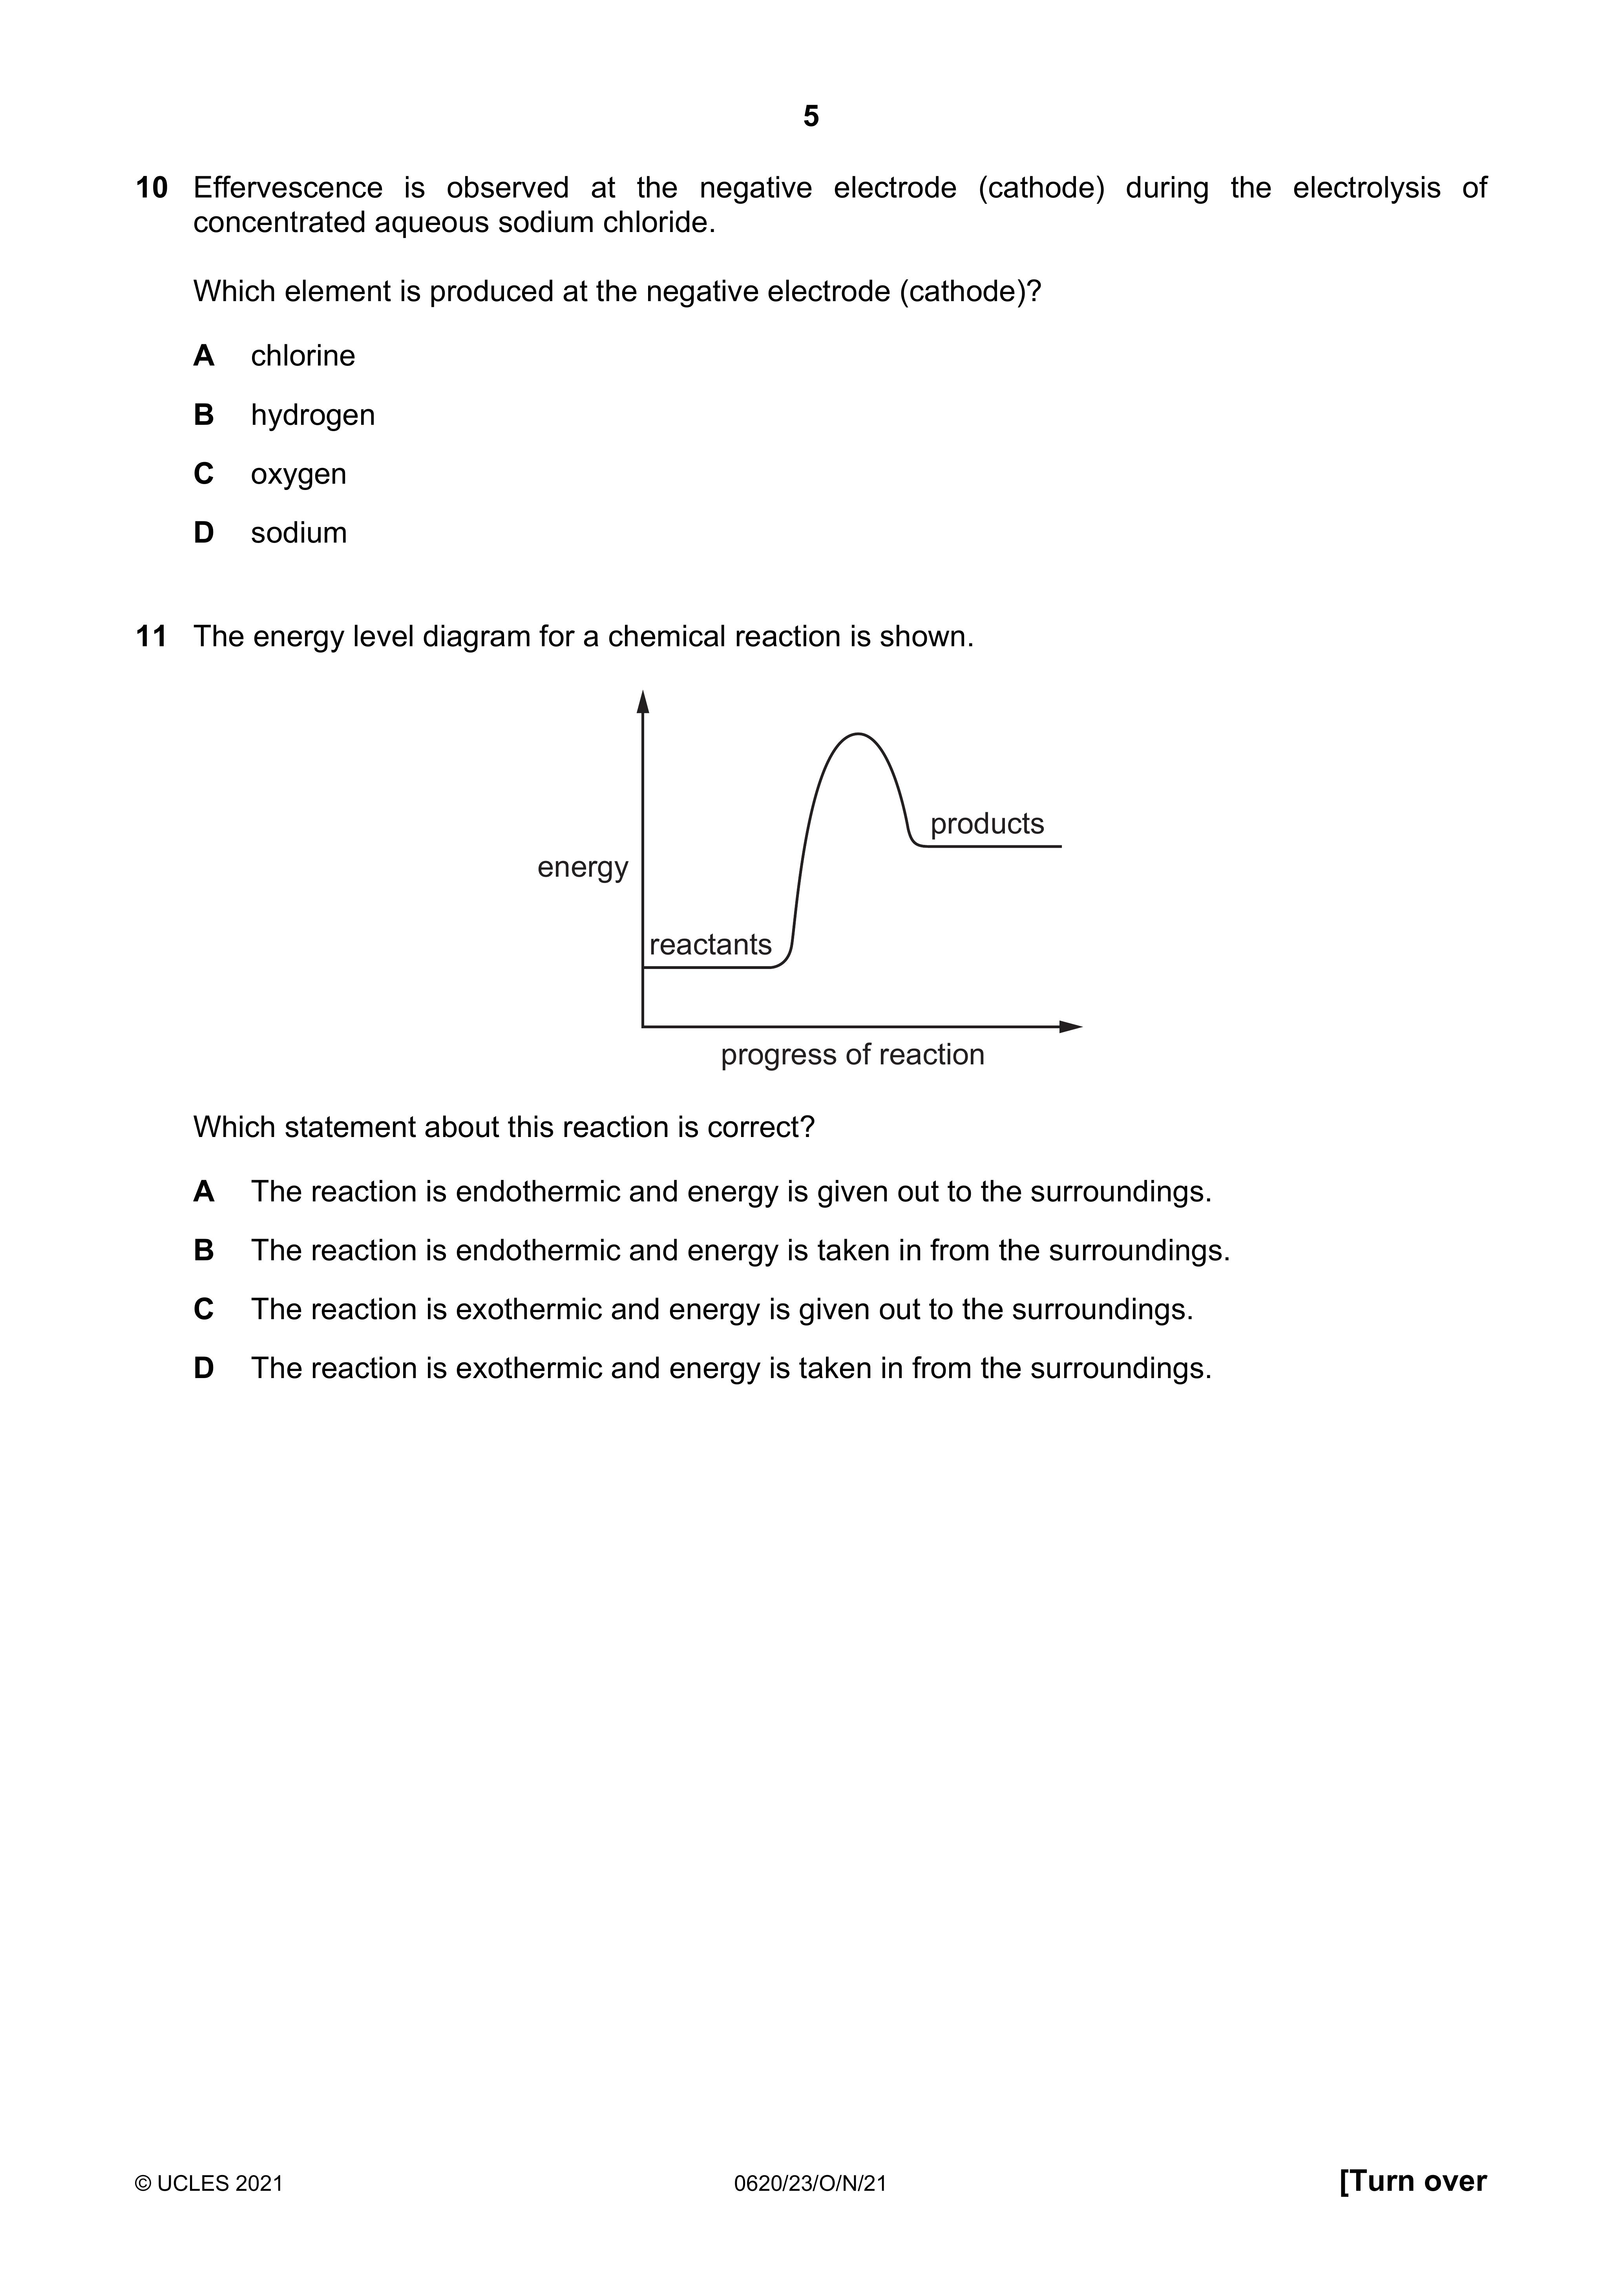 5
10 Effervescence is observed at the negative electrode (cathode) during the electrolysis of
concentrated aqueous sodium chloride.
Which element is produced at the negative electrode (cathode)?
A chlorine
B hydrogen
C oxygen
D sodium
11 The energy level diagram for a chemical reaction is shown.
products
energy
reactants
progress of reaction
Which statement about this reaction is correct?
A The reaction is endothermic and energy is given out to the surroundings.
B The reaction is endothermic and energy is taken in from the surroundings.
C The reaction is exothermic and energy is given out to the surroundings.
D The reaction is exothermic and energy is taken in from the surroundings.
© UCLES 2021 0620/23/O/N/21 [Turn over